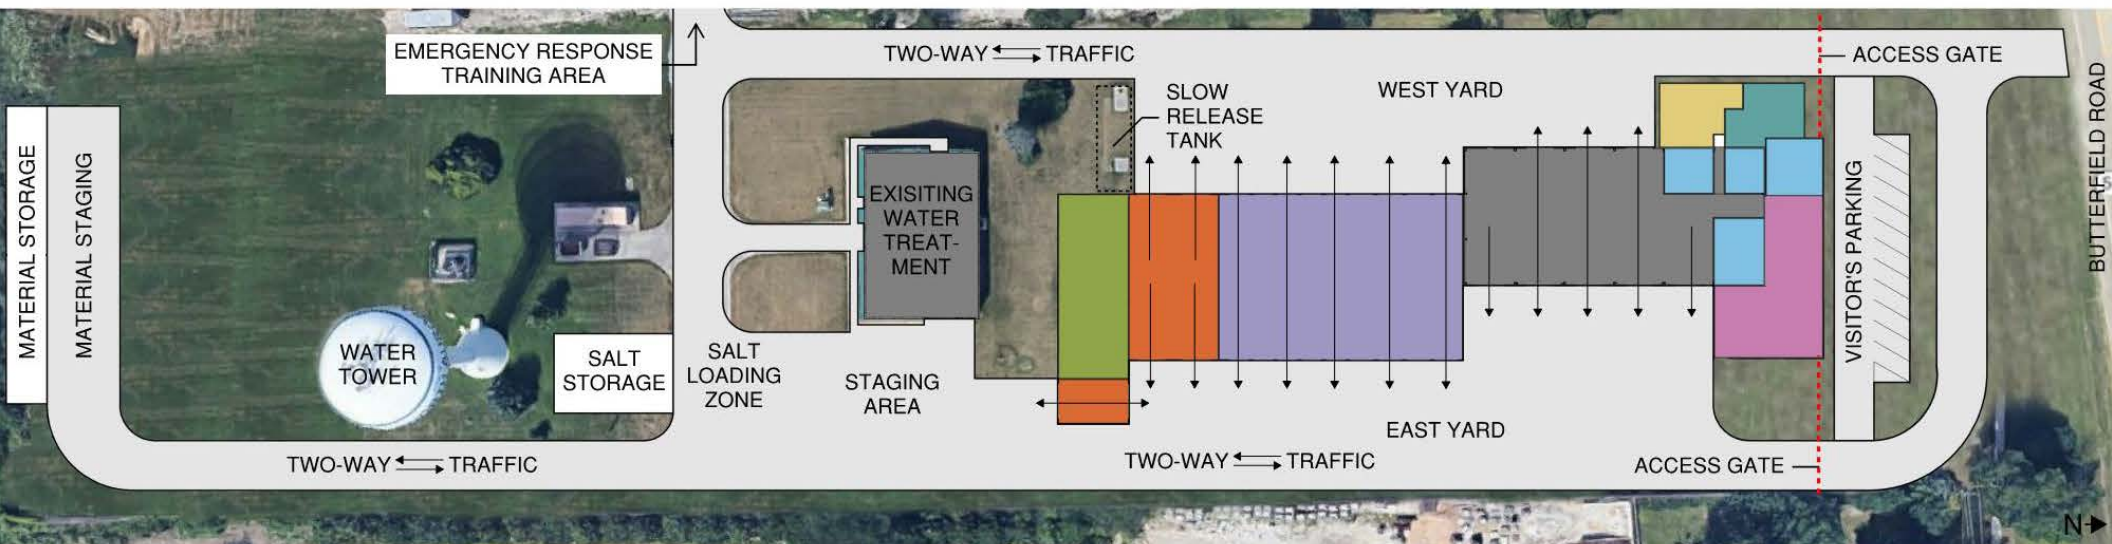 EMERGENCY RESPONSE
TRAINING AREA
TWO-WAY TRAFFIC
ACCESS GATE
SLOW
RELEASE
TANK
WEST YARD
BUTTERFIELD ROAD
MATERIAL STORAGE
MATERIAL STAGING
EXISITING
WATER
TREAT-
MENT
VISITOR'S PARKING
WATER
TOWER
SALT
STORAGE
SALT
LOADING
ZONE
STAGING
AREA
EAST YARD
TWO-WAY TRAFFIC
TWO-WAY TRAFFIC
ACCESS GATE
N